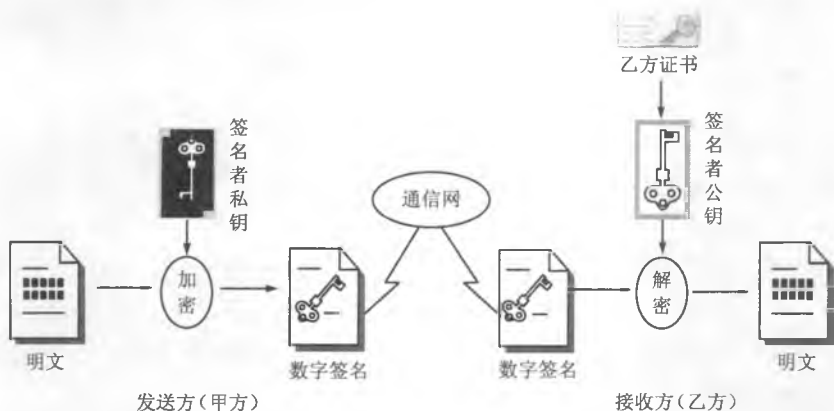 乙方证书
签名者私钥
签名者公钥
通信网
加密
解密
明文
数字签名
数字签名
明文
发送方(甲方)
接收方(乙方)